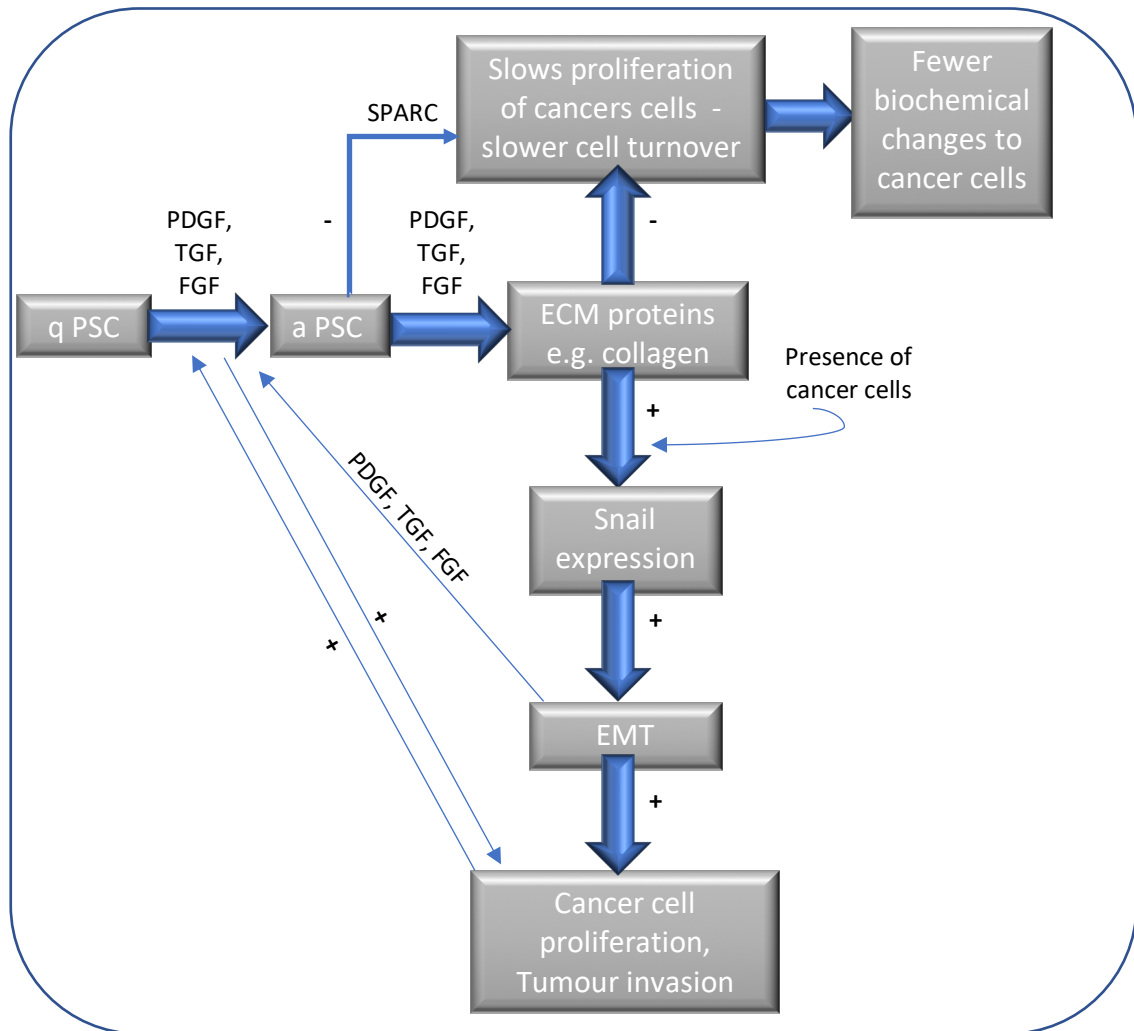 Slows proliferation
of cancers cells -
slower cell turnover
Fewer
biochemical
changes to
cancer cells
SPARC
-
-
PDGF,
TGF,
FGF
PDGF,
TGF,
FGF
q PSC
a PSC
ECM proteins
e.g. collagen
Presence of
cancer cells
+
PDGF, TGF, FGF
Snail
expression
+
+
+
EMT
+
Cancer cell
proliferation,
Tumour invasion